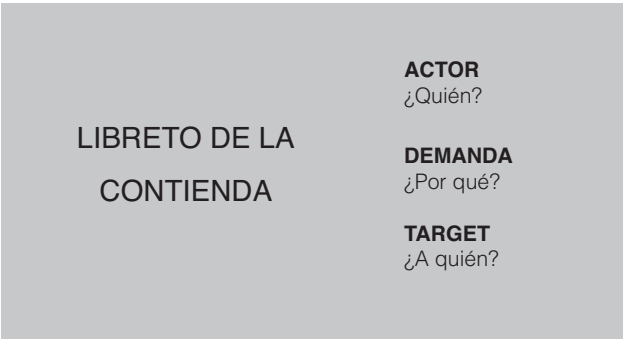 LIBRETO DE LA
CONTIENDA
ACTOR
¿Quién?
DEMANDA
¿Por qué?
TARGET
¿A quién?